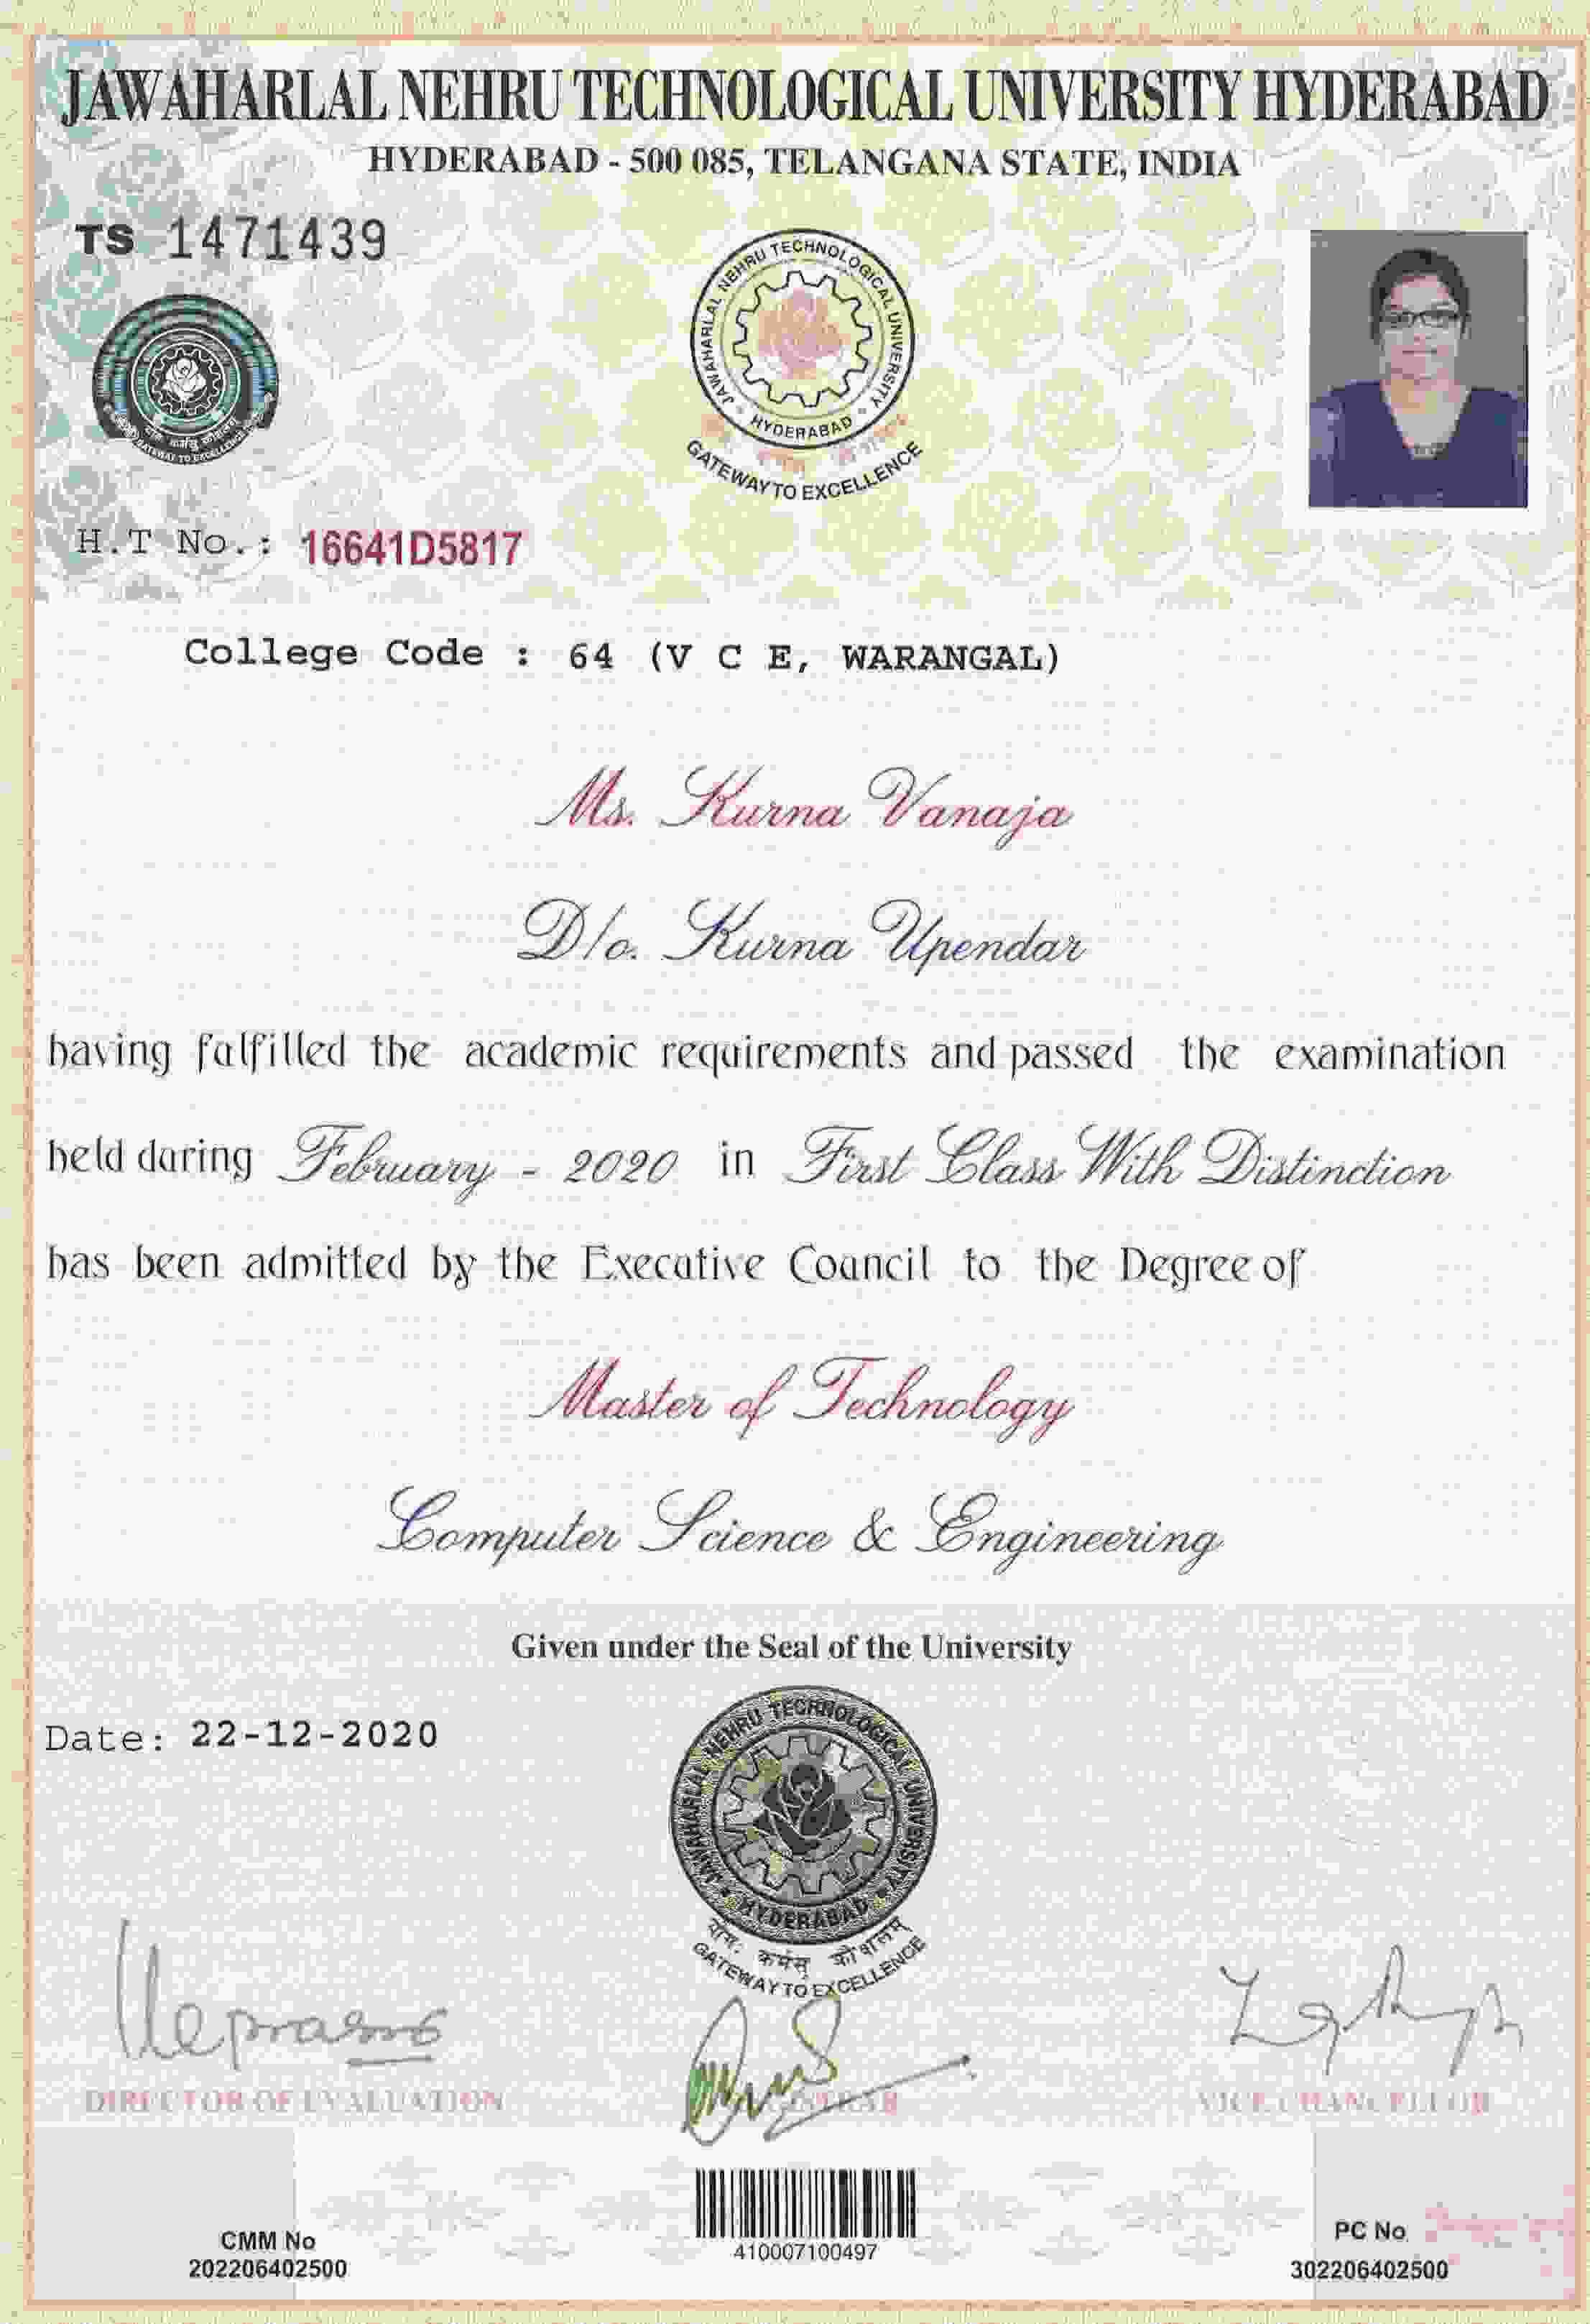 JAWAHARLAL NEHRU TECHNOLOGICAL UNIVERSITY HYDERABAD
HYDERABAD - 500 085, TELANGANA STATE, INDIA
TS 1471439
JAWAHARLAL NEHRU TECHNOLOGICAL UNIVERSITY
HYDERABAD
GATEWAY TO EXCELLENCE
GATEWAY TO EXCELLENCE
H.T No.: 16641D5817
College Code : 64 (V C E, WARANGAL)
Ms. Kurna Vanaja
D/o. Kurna Upendar
having fulfilled the academic requirements and passed the examination
held during February - 2020 in First Class With Distinction
has been admitted by the Executive Council to the Degree of
Master of Technology
Computer Science & Engineering
Given under the Seal of the University
Date: 22-12-2020
JAWAHARLAL NEHRU TECHNOLOGICAL UNIVERSITY
HYDERABAD
योगः कर्मसु कौशलम्
GATEWAY TO EXCELLENCE
DIRECTOR OF EVALUATION
REGISTRAR
VICE CHANCELLOR
410007100497
CMM No
202206402500
PC No
302206402500